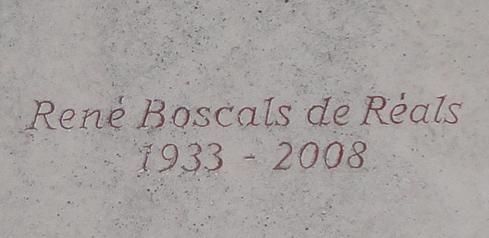 René Boscals de Réals
1933 - 2008